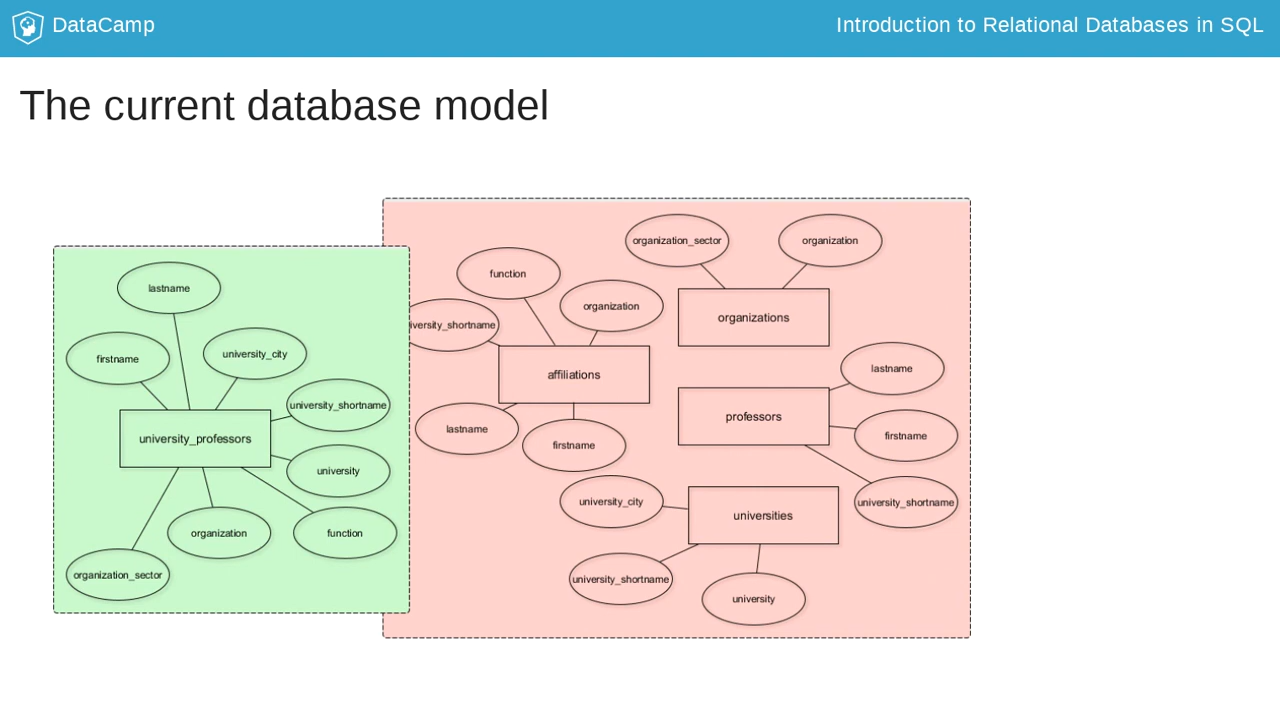 DataCamp
Introduction to Relational Databases in SQL
The current database model
lastname
firstname
university_city
university_shortname
university_professors
university
organization
function
organization_sector
function
organization
iversity_shortname
affiliations
lastname
firstname
organization_sector
organization
organizations
lastname
professors
firstname
university_shortname
university_city
universities
university_shortname
university